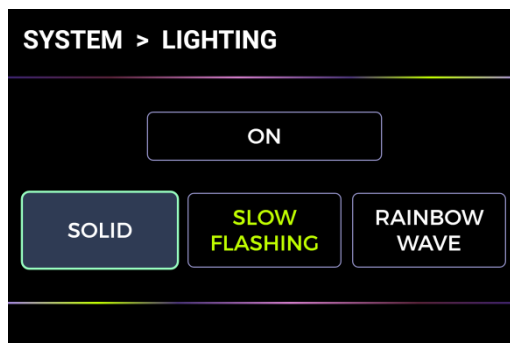 SYSTEM > LIGHTING
ON
SOLID
SLOW
FLASHING
RAINBOW
WAVE